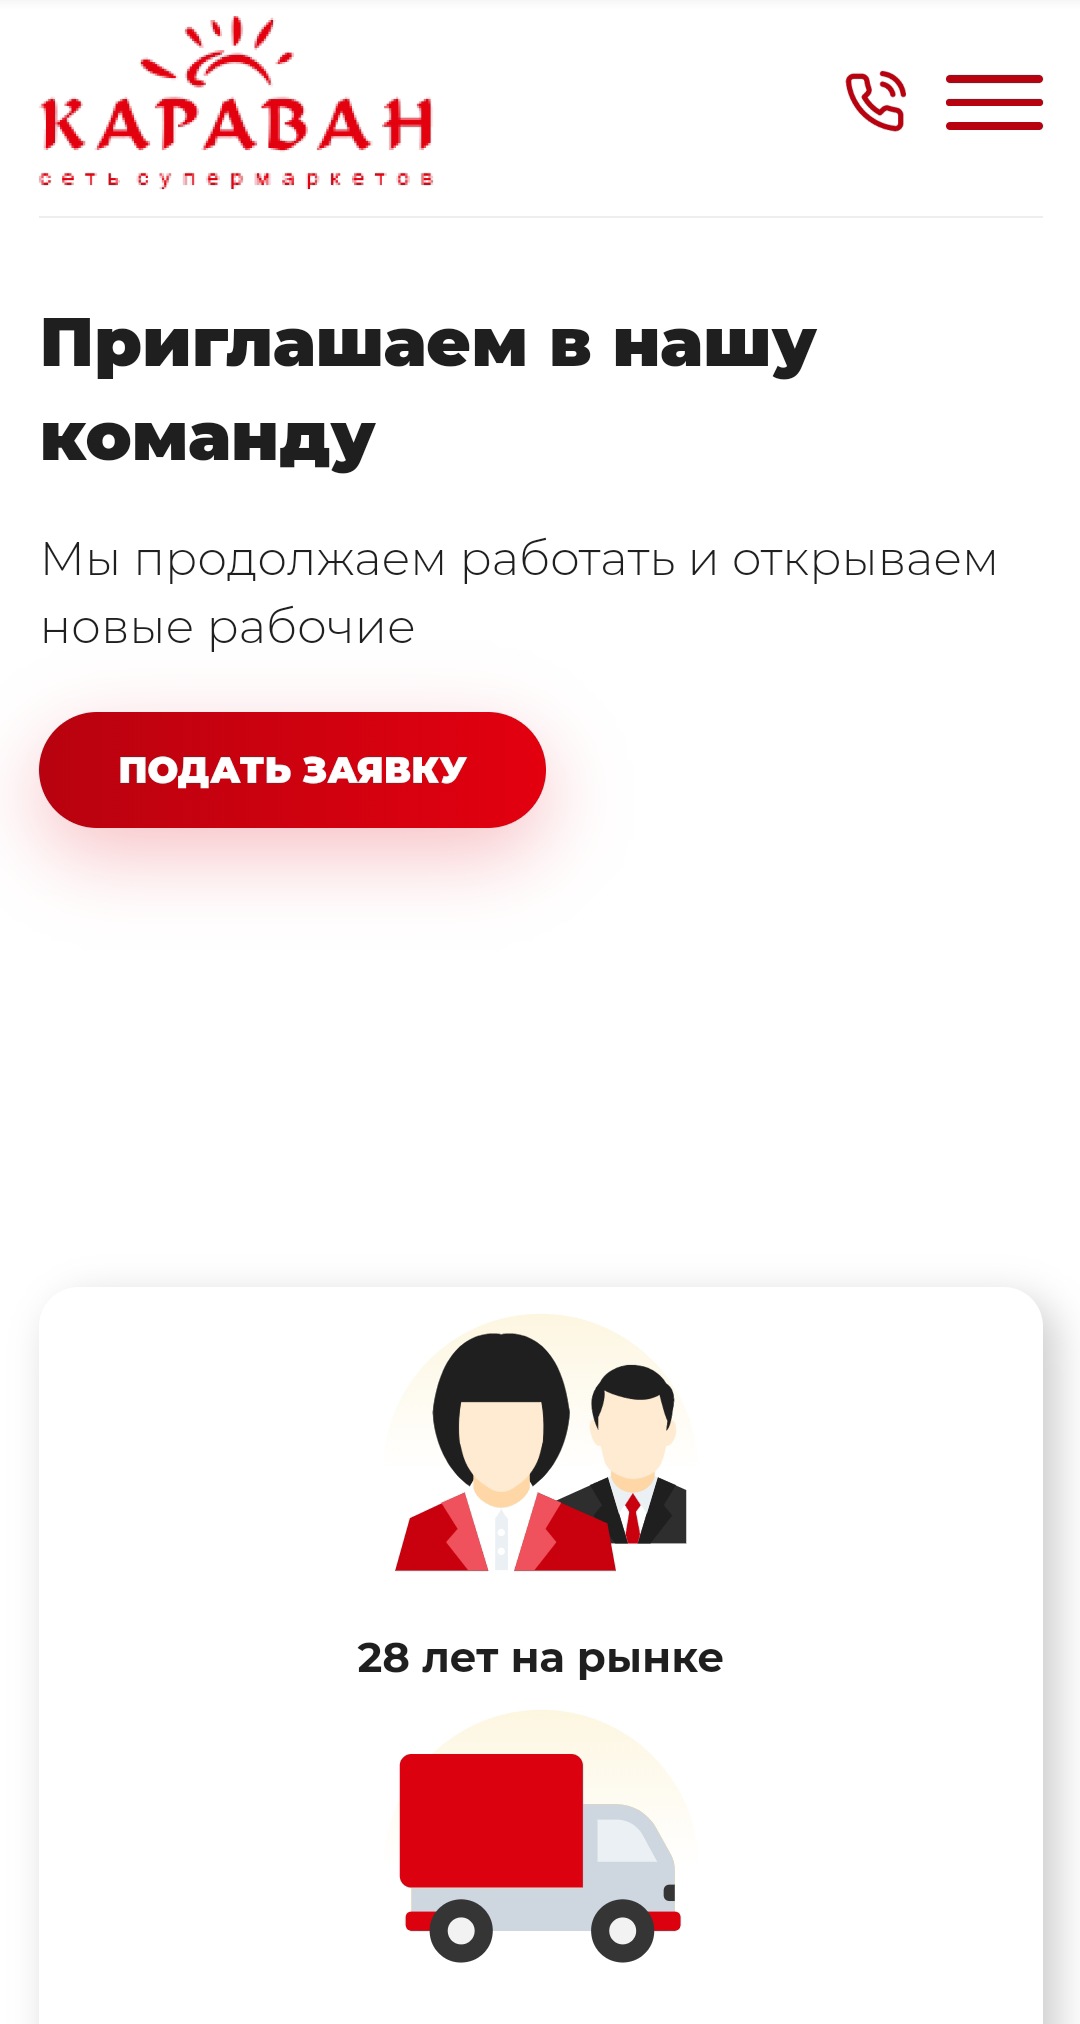 КАРАВАН
сеть супермаркетов
Приглашаем в нашу
команду
Мы продолжаем работать и открываем
новые рабочие
ПОДАТЬ ЗАЯВКУ
28 лет на рынке